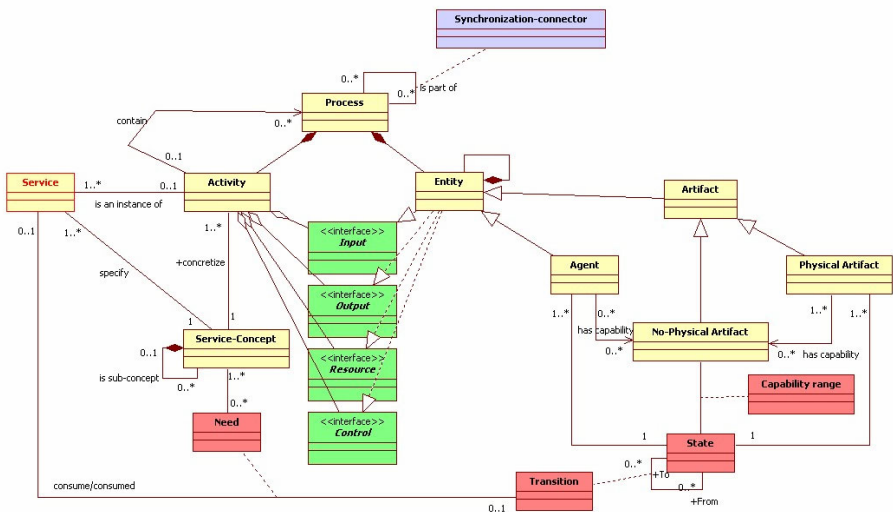 Synchronization-connector
0..*
0..*
is part of
Process
0..*
contain
0..1
Service
1..*
0..1
Activity
Entity
Artifact
is an instance of
0..1
1..*
1..*
<<interface>>
Input
+concretize
specify
Agent
Physical Artifact
<<interface>>
Output
1..*
0..*
1..*
1..*
has capability
No-Physical Artifact
0..*
0..*
has capability
1
1
Service-Concept
0..1
is sub-concept
0..*
1..*
<<interface>>
Resource
Capability range
0..*
Need
<<interface>>
Control
1
State
1
0..*
+To
0..*
+From
consume/consumed
Transition
0..1